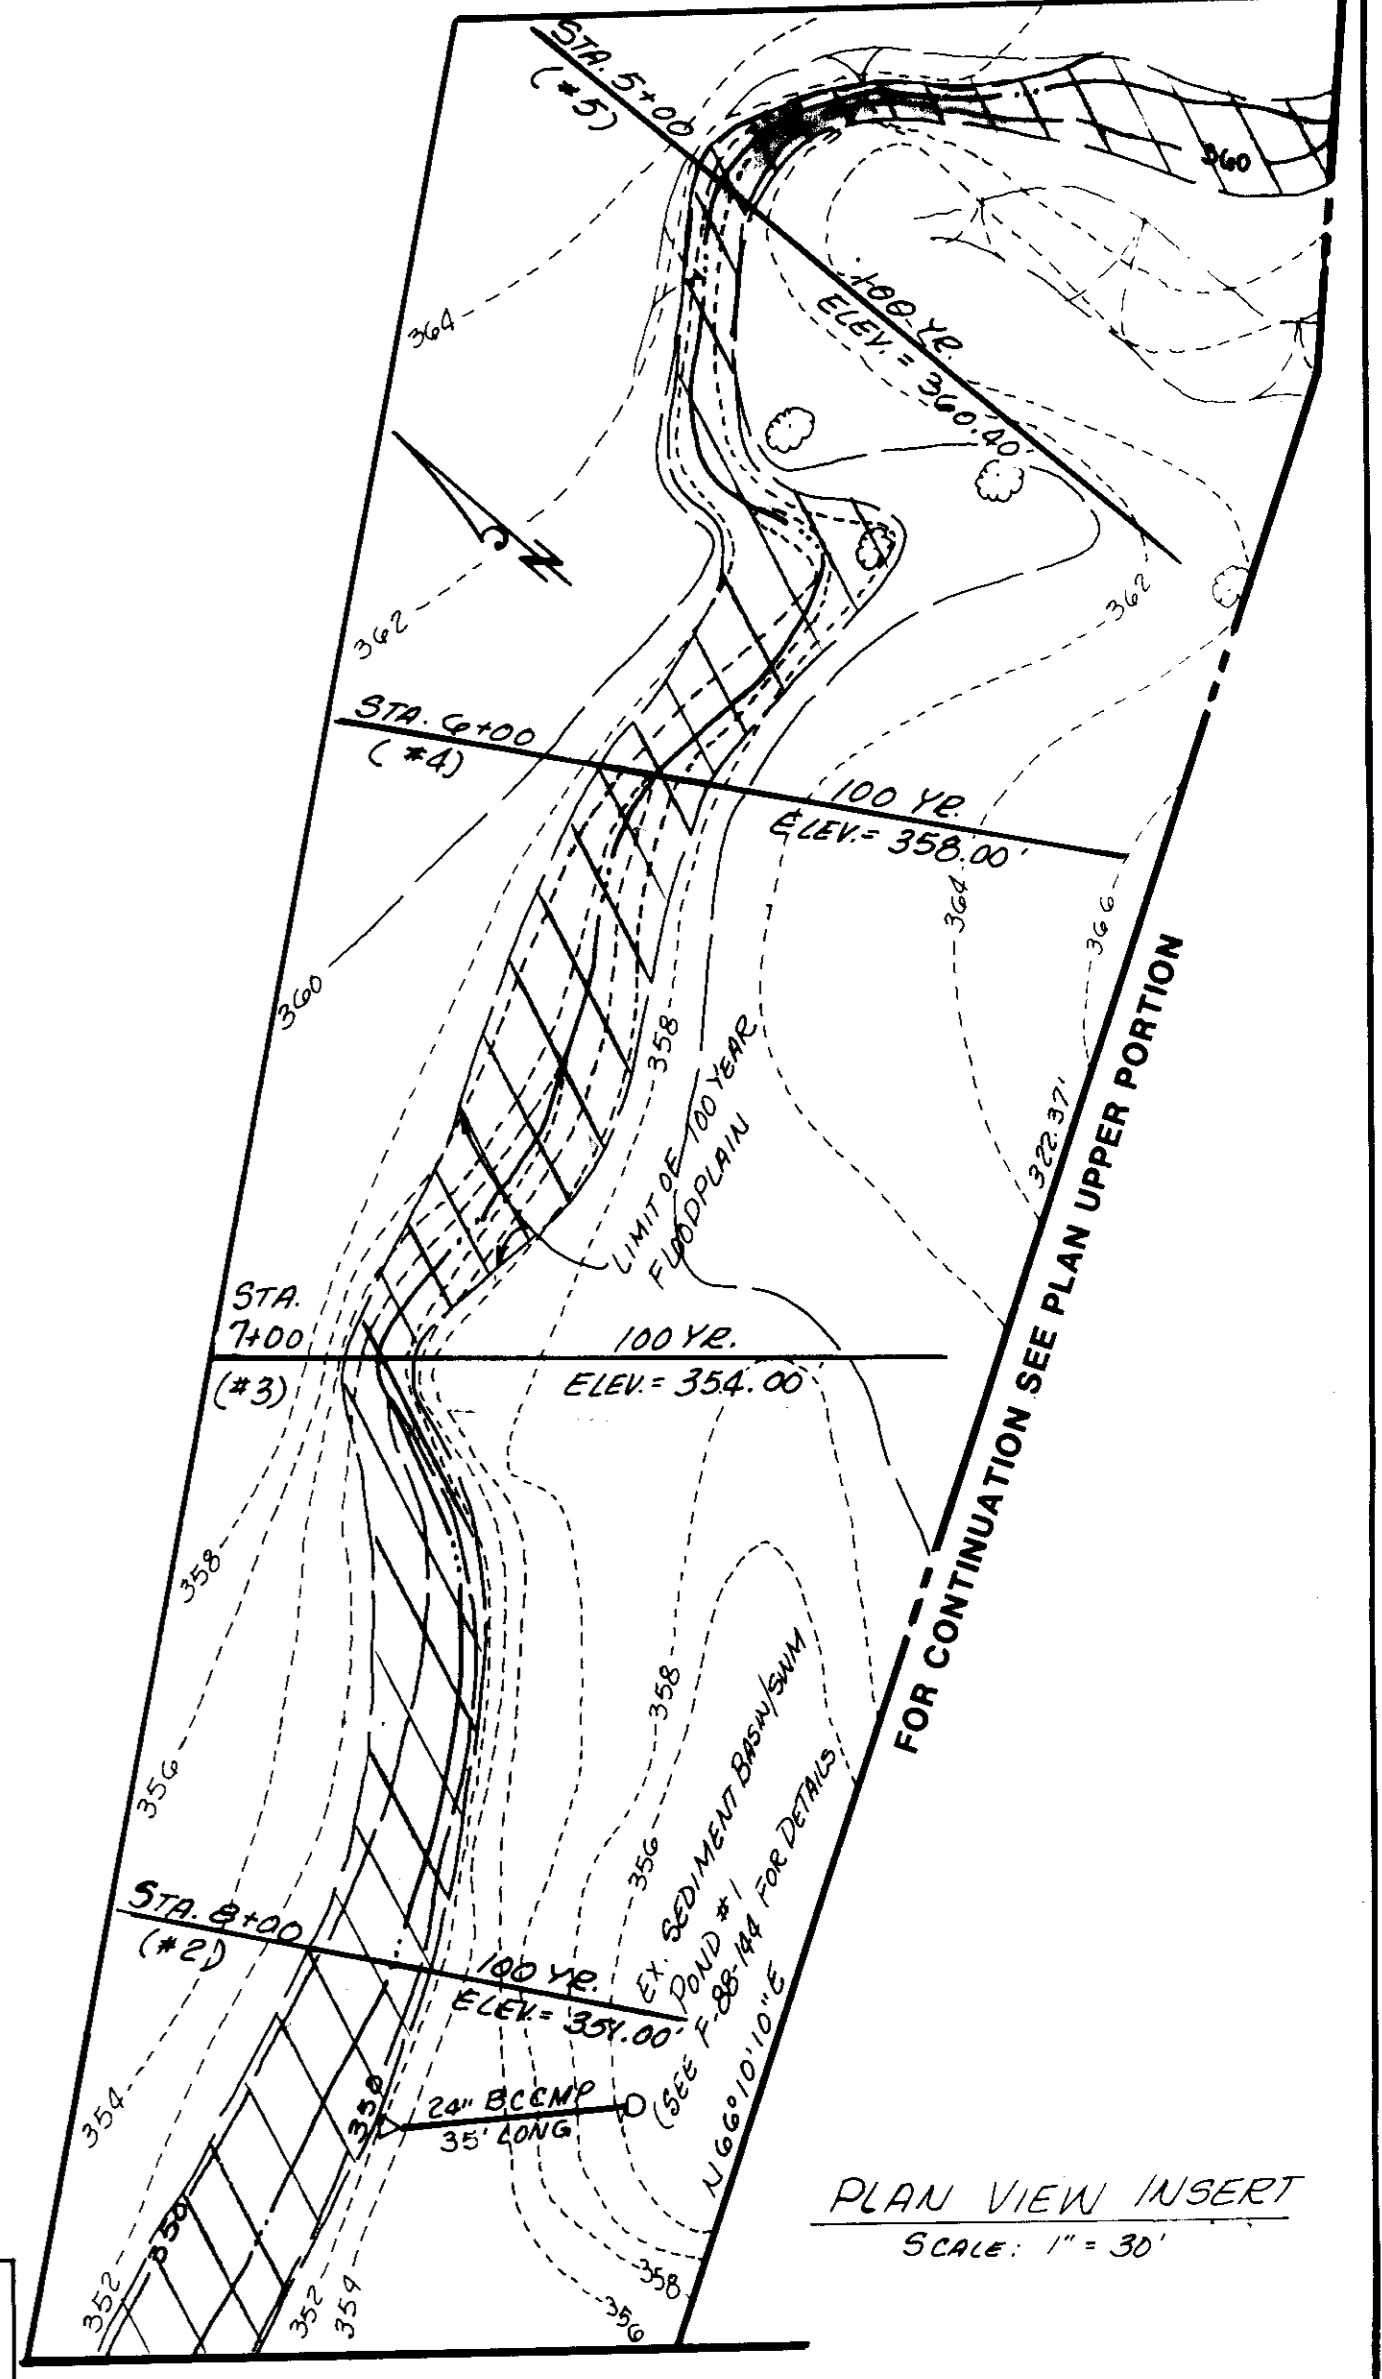 STA. 5+00
(#5)
360
100-YR.
ELEV. = 360.40'
364
N
362
362
STA. 6+00
(#4)
100 YR.
ELEV. = 358.00'
364
366
360
358
LIMIT OF 100 YEAR
FLOODPLAIN
322.37'
FOR CONTINUATION SEE PLAN UPPER PORTION
STA.
7+00
(#3)
100 YR.
ELEV. = 354.00
358
358
356
356
EX. SEDIMENT BASIN/SWM
POND #1
(SEE F-88-144 FOR DETAILS
N 66°10'10"E
STA. 8+00
(#2)
100 YR.
ELEV. = 351.00'
354
350
24" BCCMP
35' LONG
350
352
352
354
358
356
PLAN VIEW INSERT
SCALE: 1" = 30'